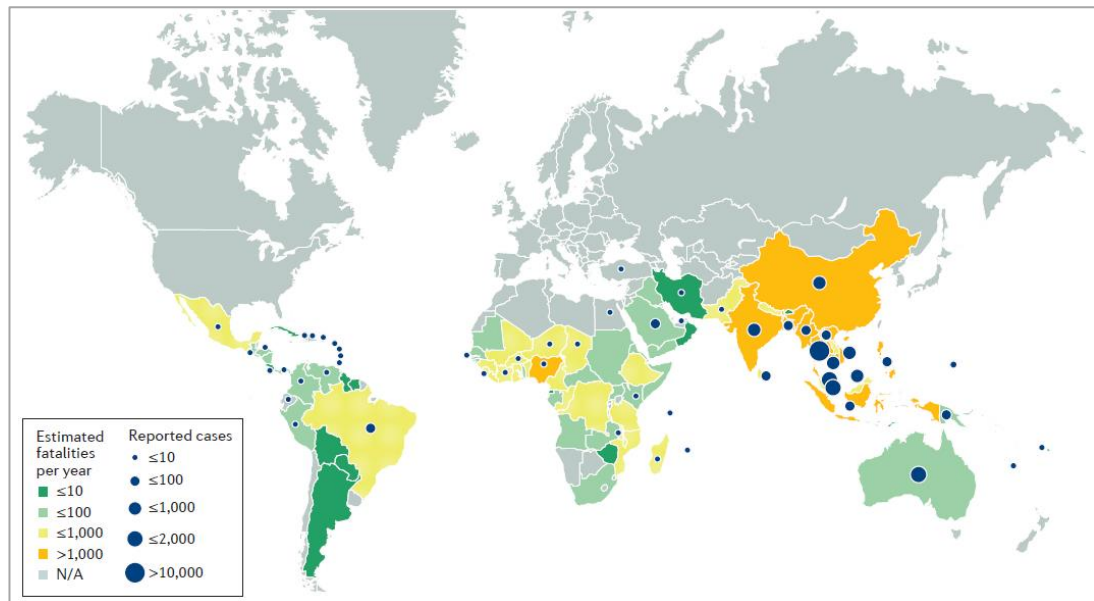 Estimated
fatalities
per year
≤10
≤100
≤1,000
>1,000
N/A
Reported cases
≤10
≤100
≤1,000
≤2,000
>10,000